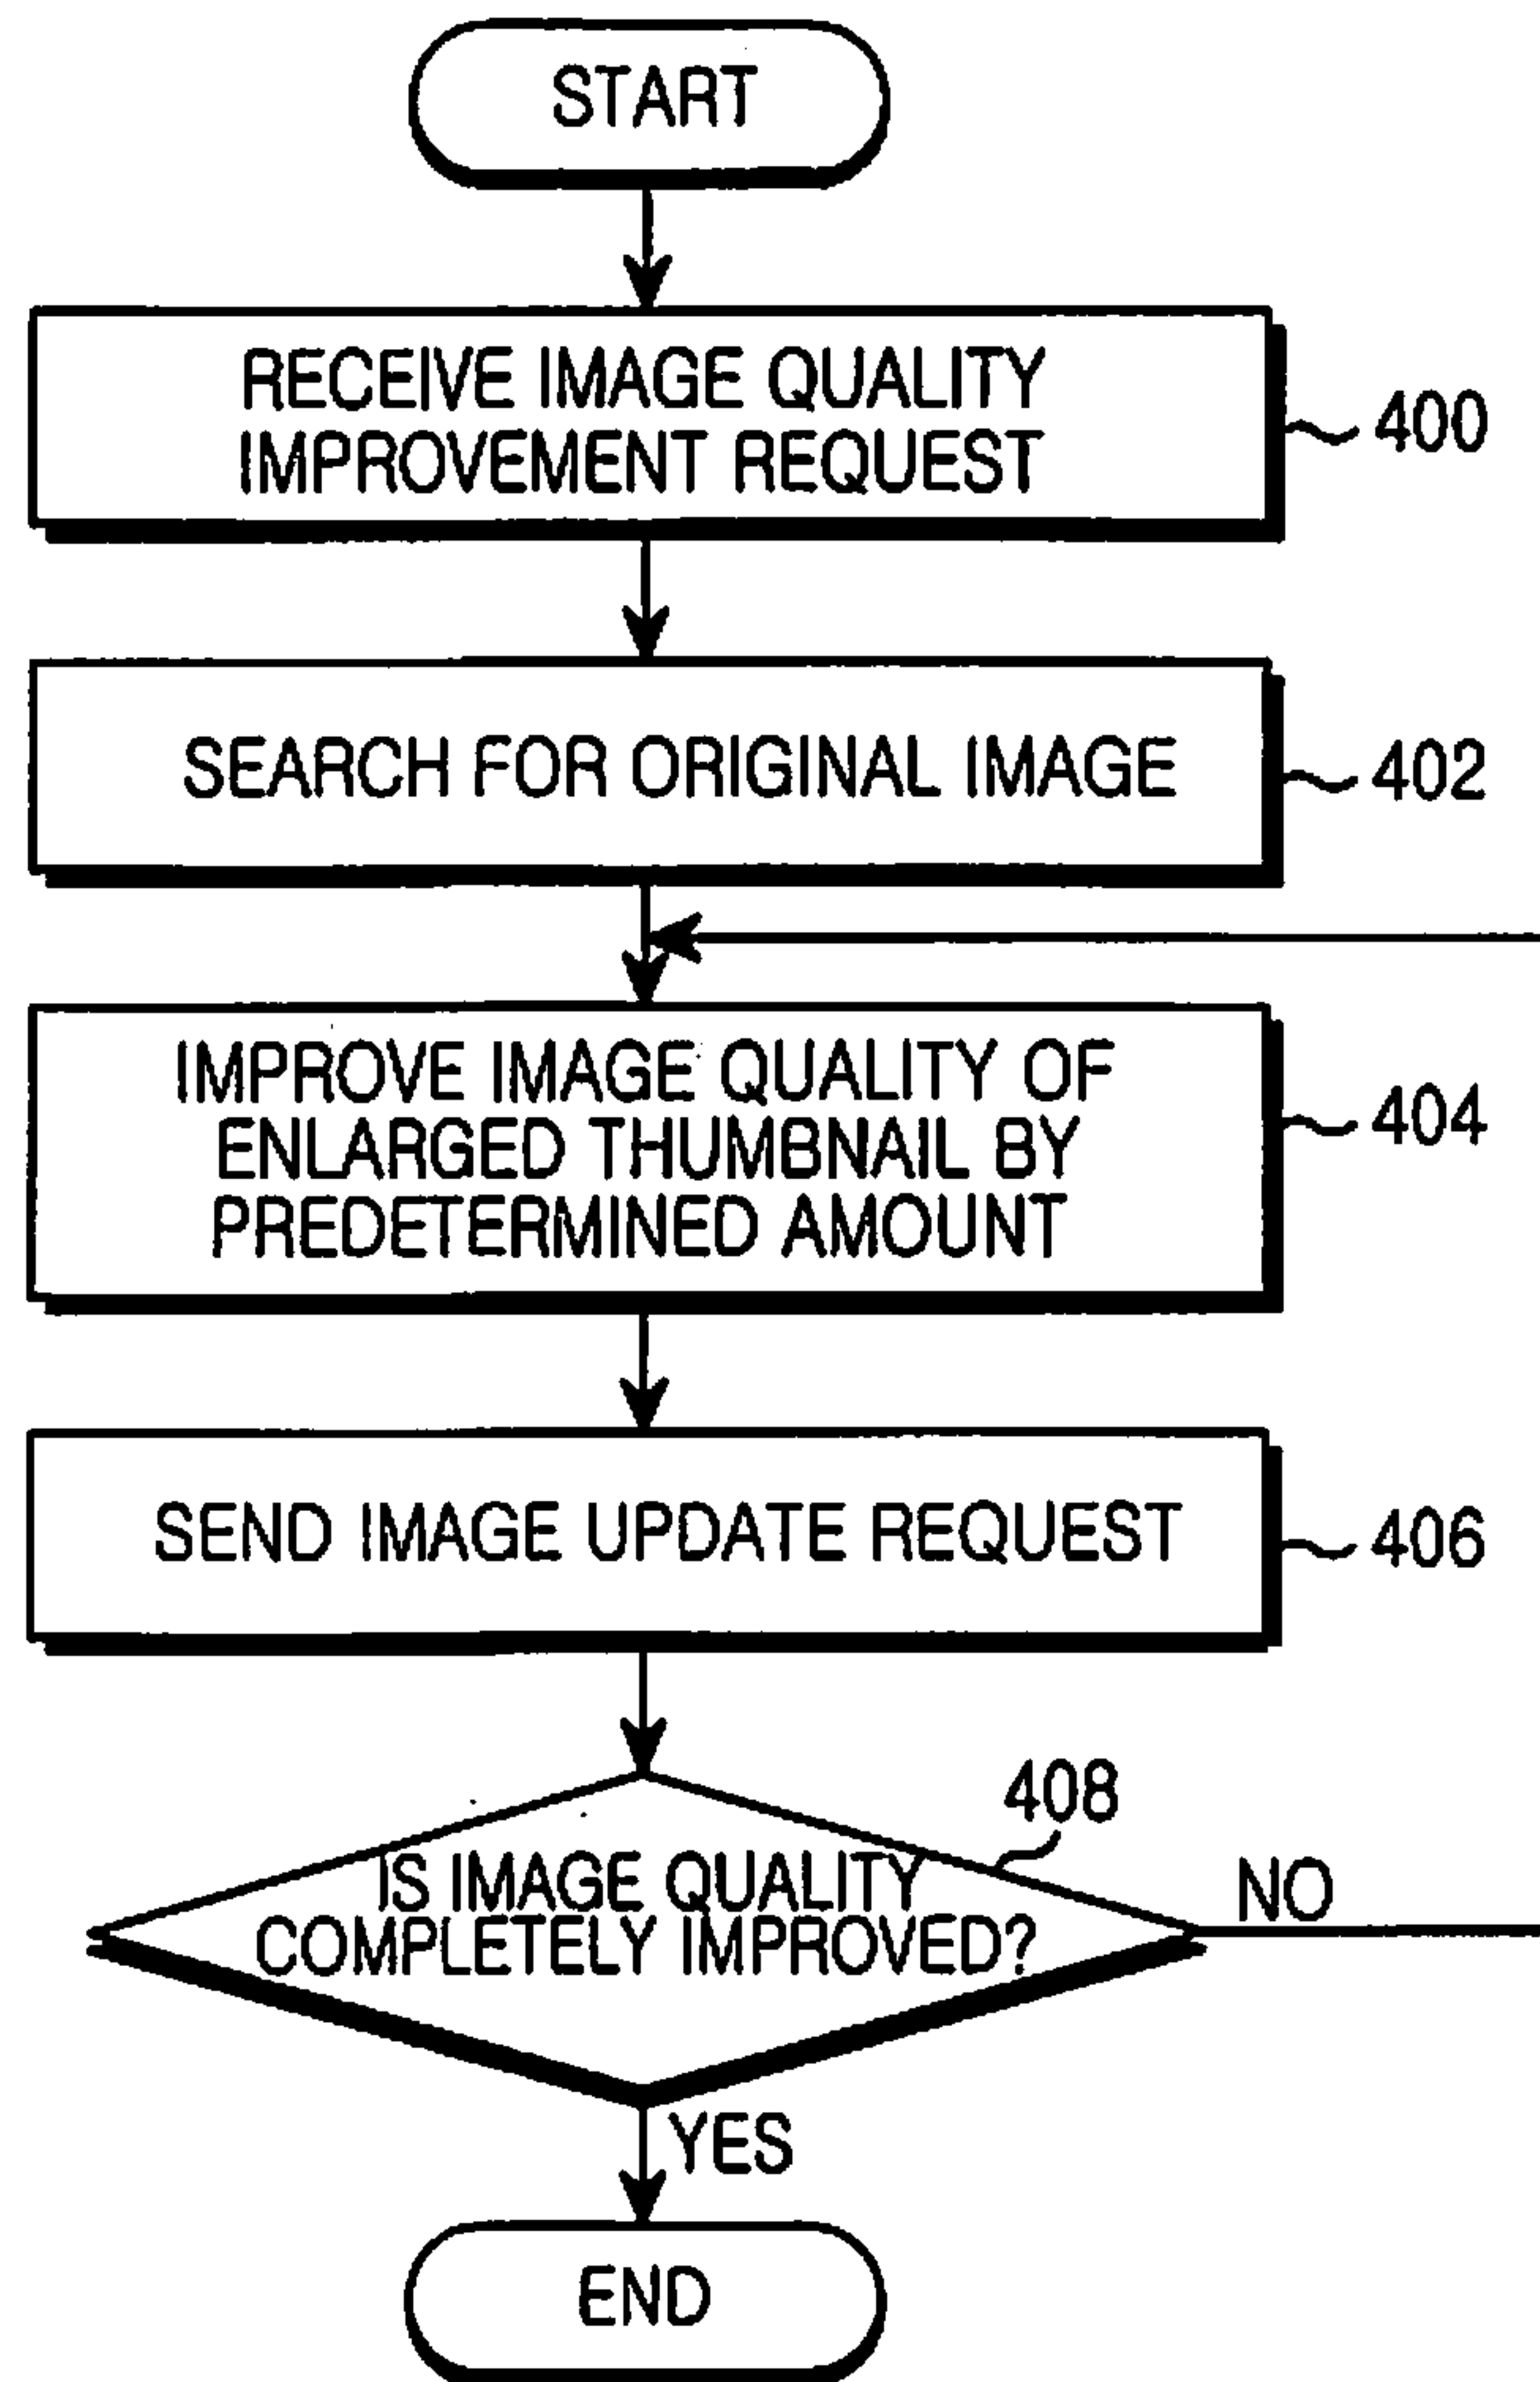 START
RECEIVE IMAGE QUALITY
IMPROVEMENT REQUEST
400
SEARCH FOR ORIGINAL IMAGE
402
IMPROVE IMAGE QUALITY OF
ENLARGED THUMBNAIL BY
PREDETERMINED AMOUNT
404
SEND IMAGE UPDATE REQUEST
406
408
IS IMAGE QUALITY
COMPLETELY IMPROVED?
NO
YES
END